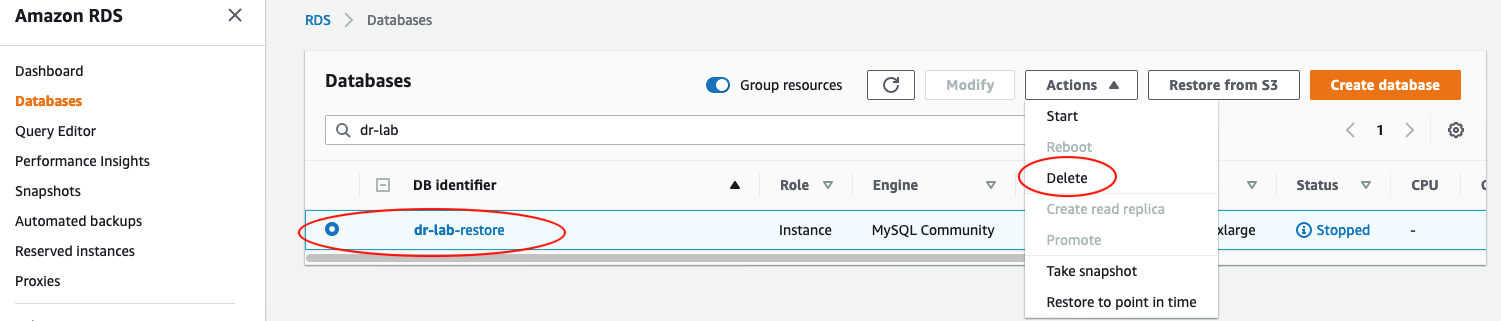 Amazon RDS
Dashboard
Databases
Query Editor
Performance Insights
Snapshots
Automated backups
Reserved instances
Proxies
RDS > Databases
Databases
Group resources
Modify
Actions
Restore from S3
Create database
dr-lab
1
Start
Reboot
Delete
Create read replica
Promote
Take snapshot
Restore to point in time
DB identifier Role Engine Status CPU
dr-lab-restore Instance MySQL Community xlarge Stopped -